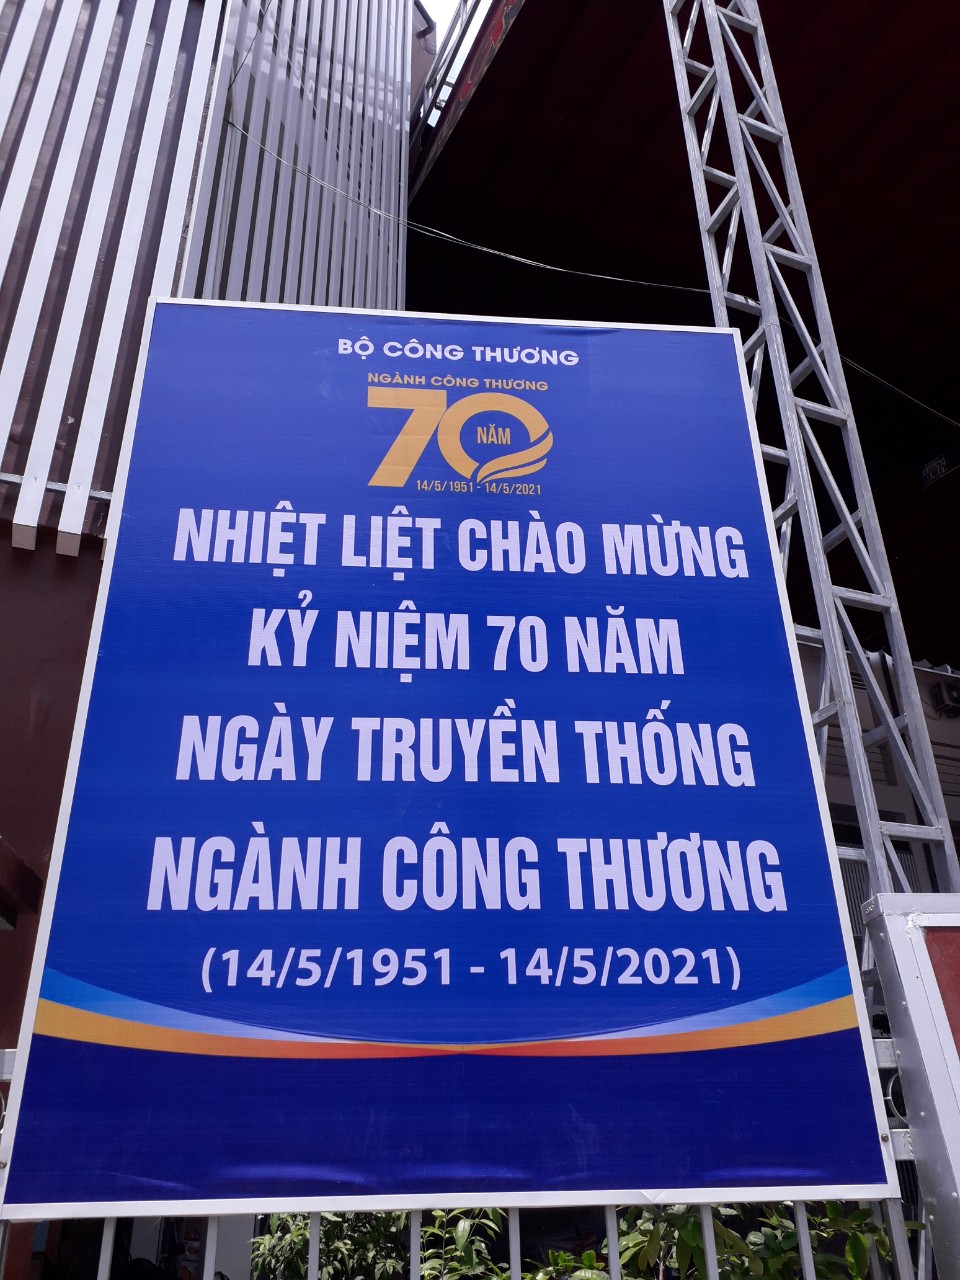 BỘ CÔNG THƯƠNG
NGÀNH CÔNG THƯƠNG
70 NĂM
14/5/1951 - 14/5/2021
NHIỆT LIỆT CHÀO MỪNG
KỶ NIỆM 70 NĂM
NGÀY TRUYỀN THỐNG
NGÀNH CÔNG THƯƠNG
(14/5/1951 - 14/5/2021)